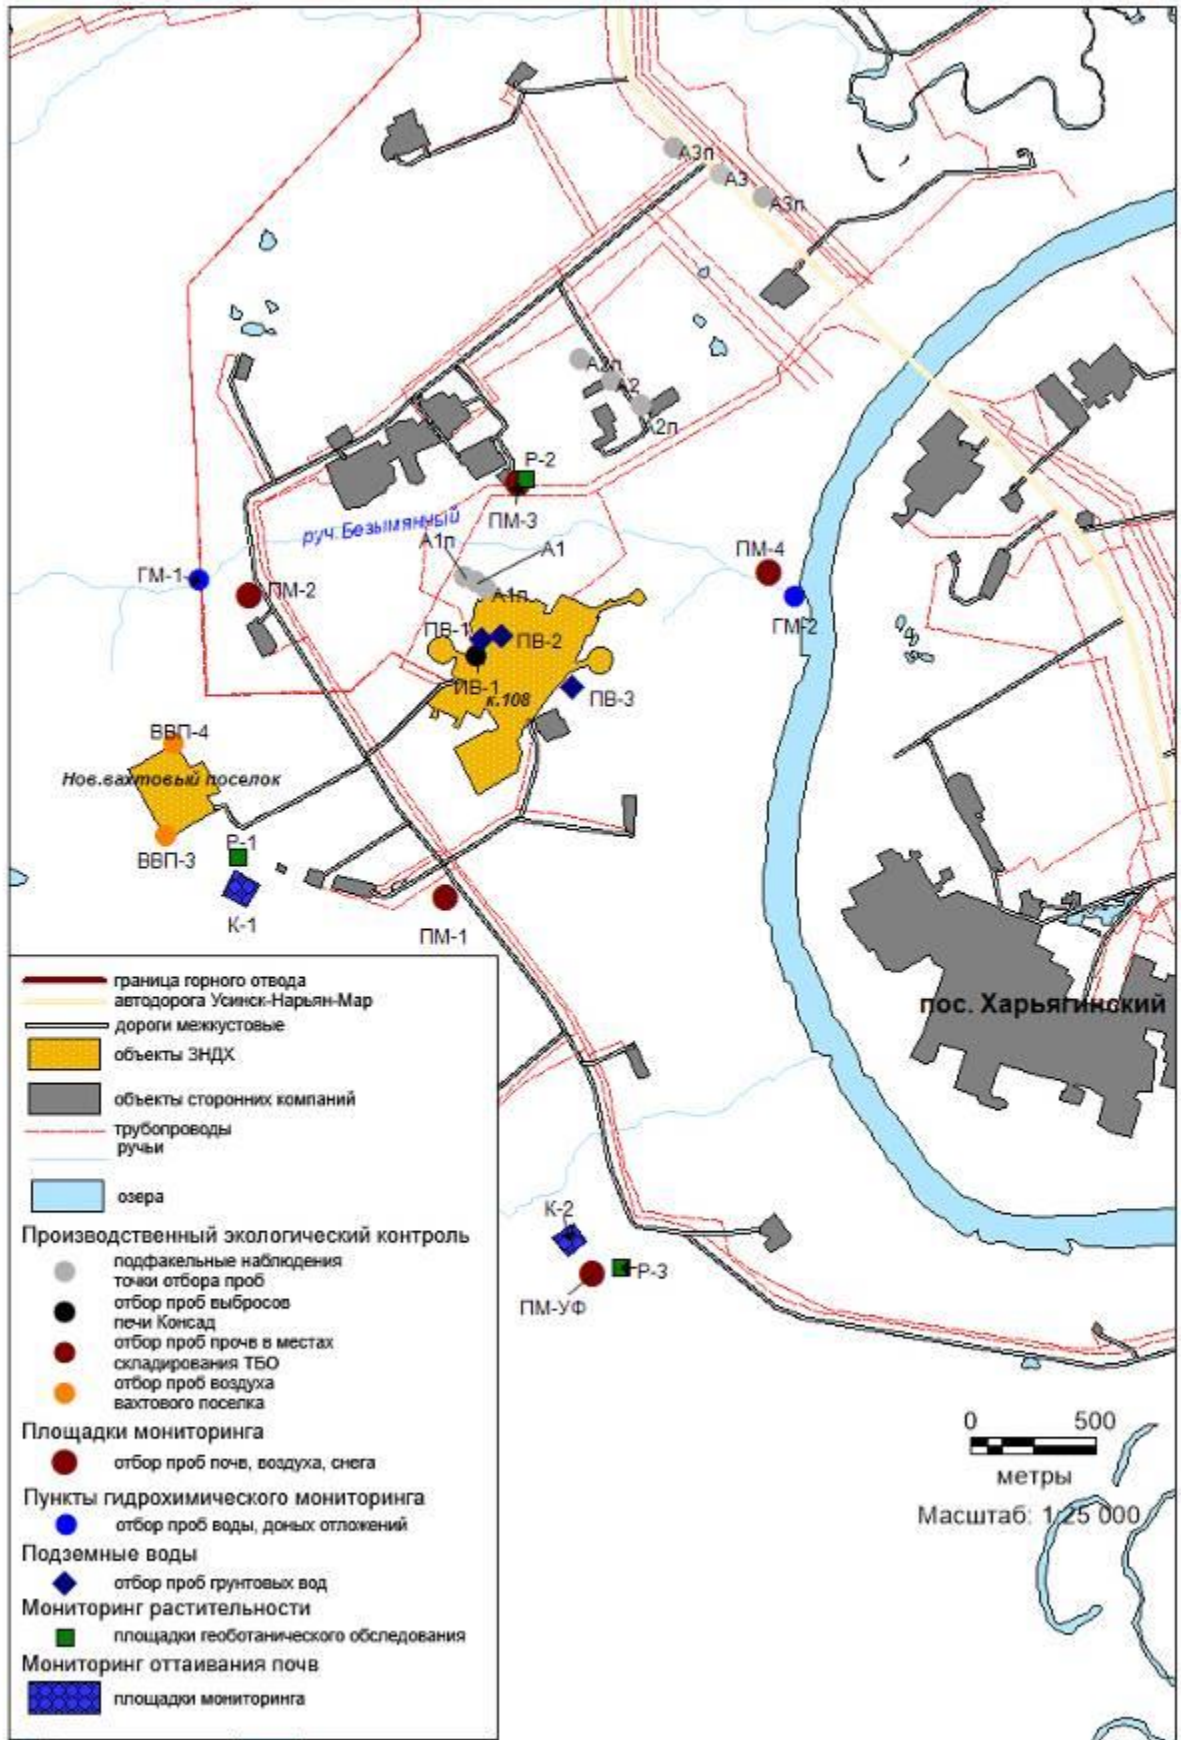 А3п
А3
А3п
А2п
А2
А2п
Р-2
ПМ-3
руч.Безымянный
А1п
А1
А1п
ПМ-4
ГМ-1
ПМ-2
ГМ-2
ПВ-1
ПВ-2
ИВ-1
к.108
ПВ-3
ВВП-4
Нов.вахтовый поселок
ВВП-3
Р-1
К-1
ПМ-1
пос. Харьягинский
К-2
Р-3
ПМ-УФ
граница горного отвода
автодорога Усинск-Нарьян-Мар
дороги межкустовые
объекты ЗНДХ
объекты сторонних компаний
трубопроводы
ручьи
озера
Производственный экологический контроль
подфакельные наблюдения
точки отбора проб
отбор проб выбросов
печи Консад
отбор проб прочв в местах
складирования ТБО
отбор проб воздуха
вахтового поселка
Площадки мониторинга
отбор проб почв, воздуха, снега
Пункты гидрохимического мониторинга
отбор проб воды, доных отложений
Подземные воды
отбор проб грунтовых вод
Мониторинг растительности
площадки геоботанического обследования
Мониторинг оттаивания почв
площадки мониторинга
0 500
метры
Масштаб: 1:25 000